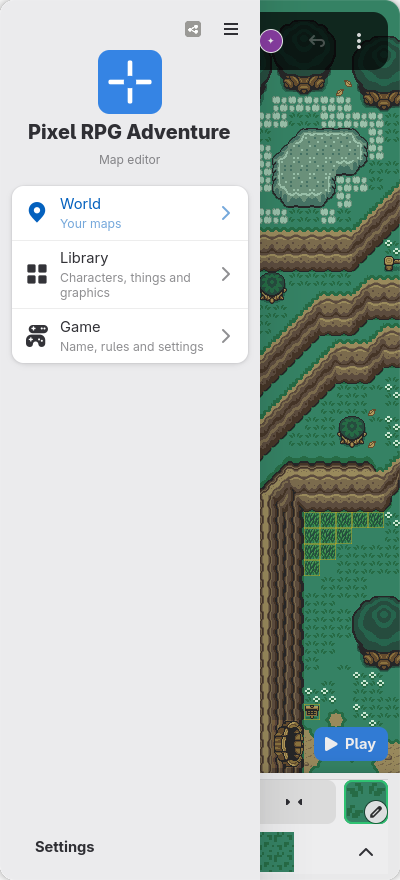 Pixel RPG Adventure
Map editor
World
Your maps
Library
Characters, things and
graphics
Game
Name, rules and settings
Play
Settings